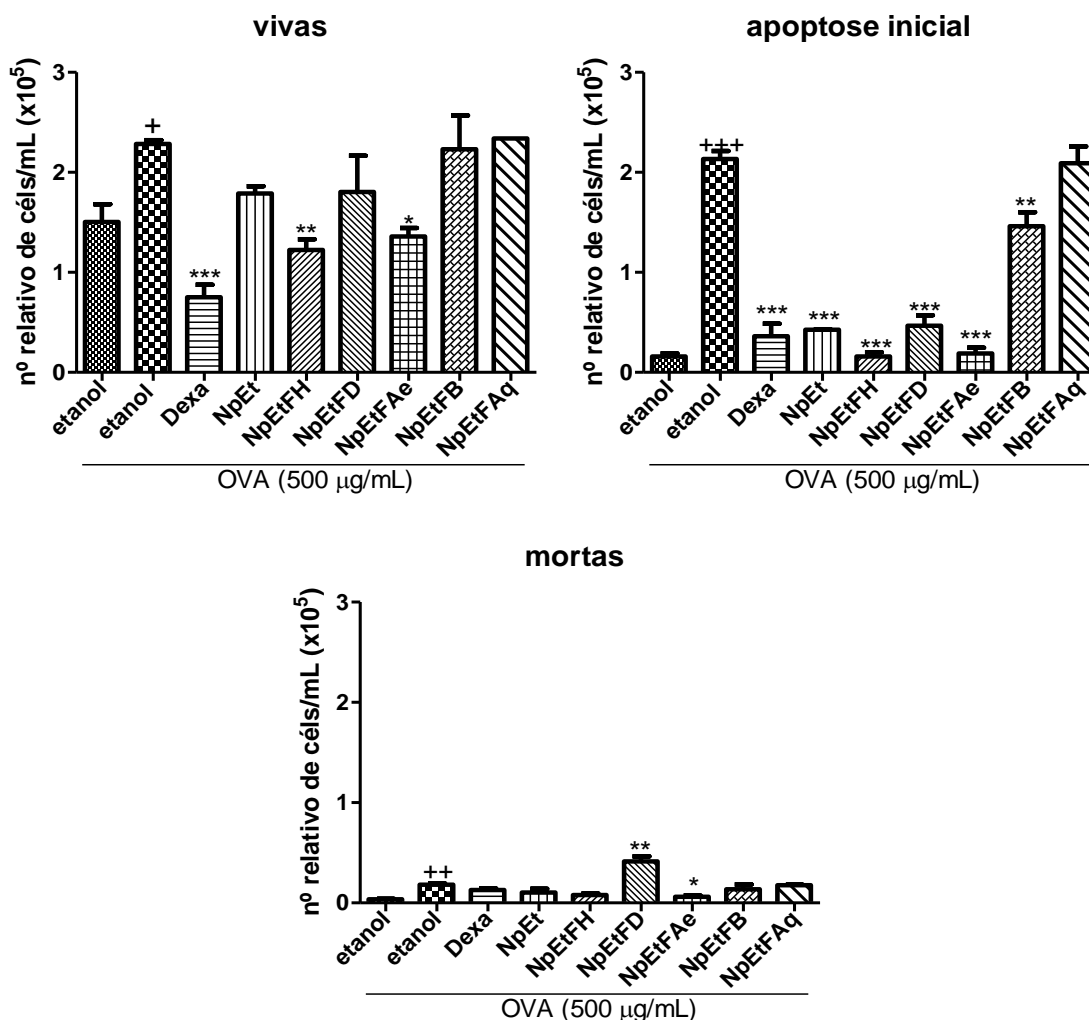 vivas
nº relativo de céls/mL (x10⁵)
3
2
1
0
+
***
**
*
etanol
etanol
Dexa
NpEt
NpEtFH
NpEtFD
NpEtFAe
NpEtFB
NpEtFAq
OVA (500 µg/mL)
apoptose inicial
nº relativo de céls/mL (x10⁵)
3
2
1
0
+++
***
***
***
***
***
**
etanol
etanol
Dexa
NpEt
NpEtFH
NpEtFD
NpEtFAe
NpEtFB
NpEtFAq
OVA (500 µg/mL)
mortas
nº relativo de céls/mL (x10⁵)
3
2
1
0
++
**
*
etanol
etanol
Dexa
NpEt
NpEtFH
NpEtFD
NpEtFAe
NpEtFB
NpEtFAq
OVA (500 µg/mL)